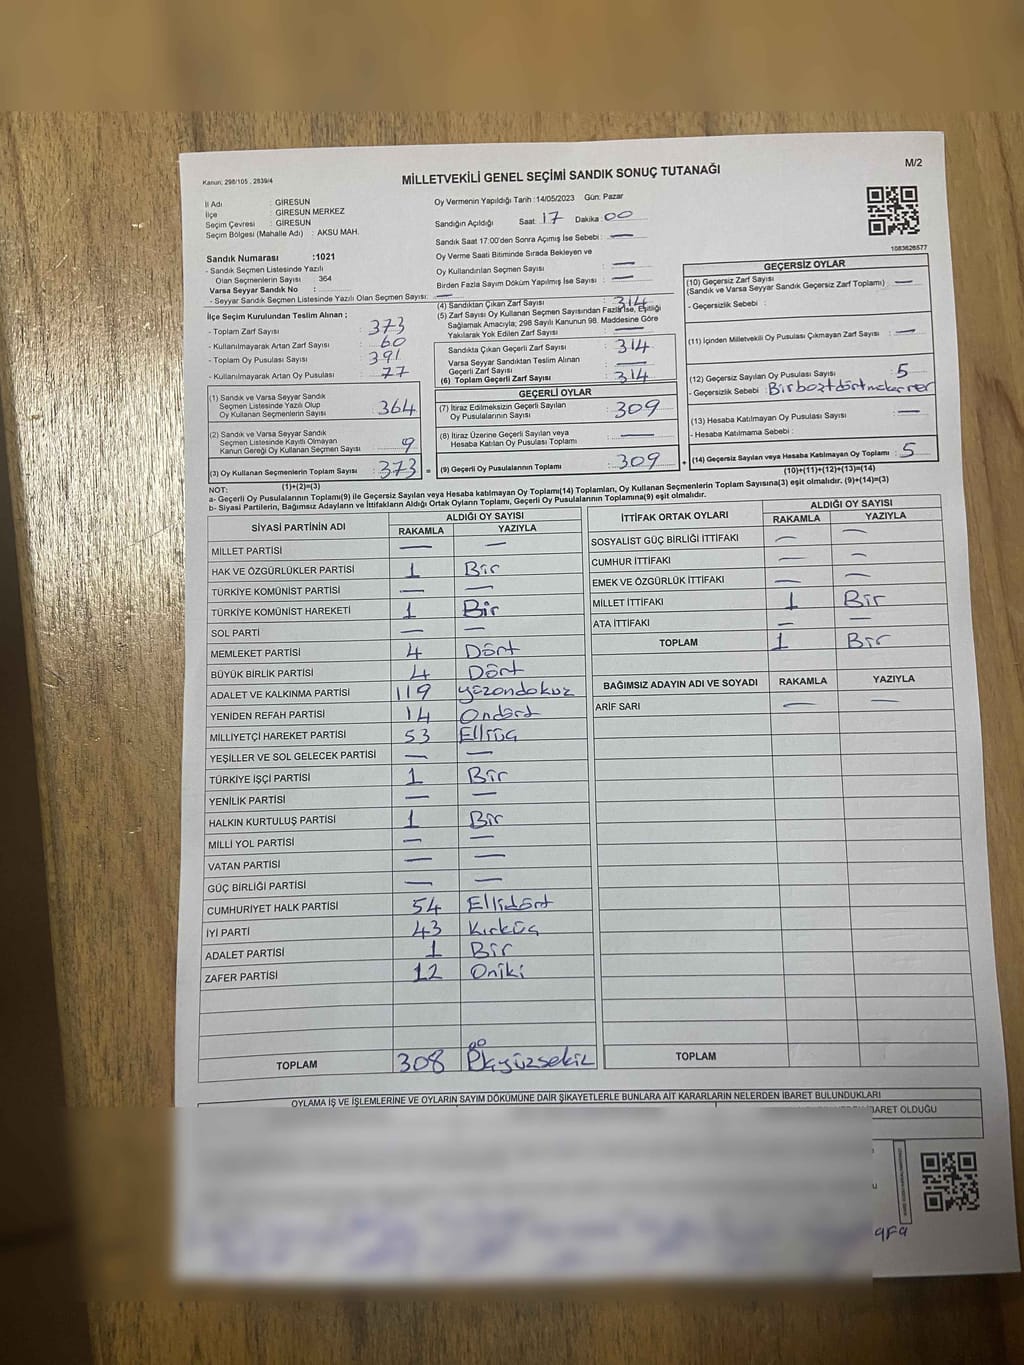 Kanun; 298/105 , 2839/4
MİLLETVEKİLİ GENEL SEÇİMİ SANDIK SONUÇ TUTANAĞI
M/2
İl Adı : GİRESUN
İlçe : GİRESUN MERKEZ
Seçim Çevresi : GİRESUN
Seçim Bölgesi (Mahalle Adı) : AKSU MAH.
Sandık Numarası :1021
- Sandık Seçmen Listesinde Yazılı
Olan Seçmenlerin Sayısı : 364
Varsa Seyyar Sandık No :
- Seyyar Sandık Seçmen Listesinde Yazılı Olan Seçmen Sayısı: —
İlçe Seçim Kurulundan Teslim Alınan ;
- Toplam Zarf Sayısı : 373
- Kullanılmayarak Artan Zarf Sayısı : 60
- Toplam Oy Pusulası Sayısı : 391
- Kullanılmayarak Artan Oy Pusulası : 77
(1) Sandık ve Varsa Seyyar Sandık
Seçmen Listesinde Yazılı Olup
Oy Kullanan Seçmenlerin Sayısı : 364
(2) Sandık ve Varsa Seyyar Sandık
Seçmen Listesinde Kayıtlı Olmayan
Kanun Gereği Oy Kullanan Seçmen Sayısı : 9
(3) Oy Kullanan Seçmenlerin Toplam Sayısı : 373 =
(1)+(2)=(3)
Oy Vermenin Yapıldığı Tarih :14/05/2023 Gün: Pazar
Sandığın Açıldığı Saat: 17 Dakika : 00
Sandık Saat 17:00'den Sonra Açımış İse Sebebi : —
Oy Verme Saati Bitiminde Sırada Bekleyen ve
Oy Kullandırılan Seçmen Sayısı : —
Birden Fazla Sayım Döküm Yapılmış İse Sayısı : —
(4) Sandıktan Çıkan Zarf Sayısı : 314
(5) Zarf Sayısı Oy Kullanan Seçmen Sayısından Fazla İse, Eşitliği
Sağlamak Amacıyla; 298 Sayılı Kanunun 98. Maddesine Göre
Yakılarak Yok Edilen Zarf Sayısı : —
Sandıkta Çıkan Geçerli Zarf Sayısı : 314
Varsa Seyyar Sandıktan Teslim Alınan
Geçerli Zarf Sayısı : —
(6) Toplam Geçerli Zarf Sayısı : 314
GEÇERLİ OYLAR
(7) İtiraz Edilmeksizin Geçerli Sayılan
Oy Pusulalarının Sayısı : 309
(8) İtiraz Üzerine Geçerli Sayılan veya
Hesaba Katılan Oy Pusulası Toplamı : —
(9) Geçerli Oy Pusulalarının Toplamı : 309 +
1083626577
GEÇERSİZ OYLAR
(10) Geçersiz Zarf Sayısı
(Sandık ve Varsa Seyyar Sandık Geçersiz Zarf Toplamı) : —
- Geçersizlik Sebebi :
(11) İçinden Milletvekili Oy Pusulası Çıkmayan Zarf Sayısı : —
(12) Geçersiz Sayılan Oy Pusulası Sayısı : 5
- Geçersizlik Sebebi :
(13) Hesaba Katılmayan Oy Pusulası Sayısı : —
- Hesaba Katılmama Sebebi :
(14) Geçersiz Sayılan veya Hesaba Katılmayan Oy Toplamı : 5
(10)+(11)+(12)+(13)=(14)
NOT:
a- Geçerli Oy Pusulalarının Toplamı(9) ile Geçersiz Sayılan veya Hesaba katılmayan Oy Toplamı(14) Toplamları, Oy Kullanan Seçmenlerin Toplam Sayısına(3) eşit olmalıdır. (9)+(14)=(3)
b- Siyasi Partilerin, Bağımsız Adayların ve İttifakların Aldığı Ortak Oyların Toplamı, Geçerli Oy Pusulalarının Toplamına(9) eşit olmalıdır.
SİYASİ PARTİNİN ADI ALDIĞI OY SAYISI
RAKAMLA YAZIYLA
MİLLET PARTİSİ — —
HAK VE ÖZGÜRLÜKLER PARTİSİ 1 Bir
TÜRKİYE KOMÜNİST PARTİSİ — —
TÜRKİYE KOMÜNİST HAREKETİ 1 Bir
SOL PARTİ — —
MEMLEKET PARTİSİ 4 Dört
BÜYÜK BİRLİK PARTİSİ 4 Dört
ADALET VE KALKINMA PARTİSİ 119 yüzondokuz
YENİDEN REFAH PARTİSİ 14 Ondört
MİLLİYETÇİ HAREKET PARTİSİ 53 Elliüç
YEŞİLLER VE SOL GELECEK PARTİSİ — —
TÜRKİYE İŞÇİ PARTİSİ 1 Bir
YENİLİK PARTİSİ — —
HALKIN KURTULUŞ PARTİSİ 1 Bir
MİLLİ YOL PARTİSİ — —
VATAN PARTİSİ — —
GÜÇ BİRLİĞİ PARTİSİ — —
CUMHURİYET HALK PARTİSİ 54 Ellidört
İYİ PARTİ 43 Kırküç
ADALET PARTİSİ 1 Bir
ZAFER PARTİSİ 12 Oniki
TOPLAM 308
İTTİFAK ORTAK OYLARI ALDIĞI OY SAYISI
RAKAMLA YAZIYLA
SOSYALİST GÜÇ BİRLİĞİ İTTİFAKI — —
CUMHUR İTTİFAKI — —
EMEK VE ÖZGÜRLÜK İTTİFAKI — —
MİLLET İTTİFAKI 1 Bir
ATA İTTİFAKI — —
TOPLAM 1 Bir
BAĞIMSIZ ADAYIN ADI VE SOYADI RAKAMLA YAZIYLA
ARİF SARI — —
TOPLAM
OYLAMA İŞ VE İŞLEMLERİNE VE OYLARIN SAYIM DÖKÜMÜNE DAİR ŞİKAYETLERLE BUNLARA AİT KARARLARIN NELERDEN İBARET BULUNDUKLARI
BARET OLDUĞU